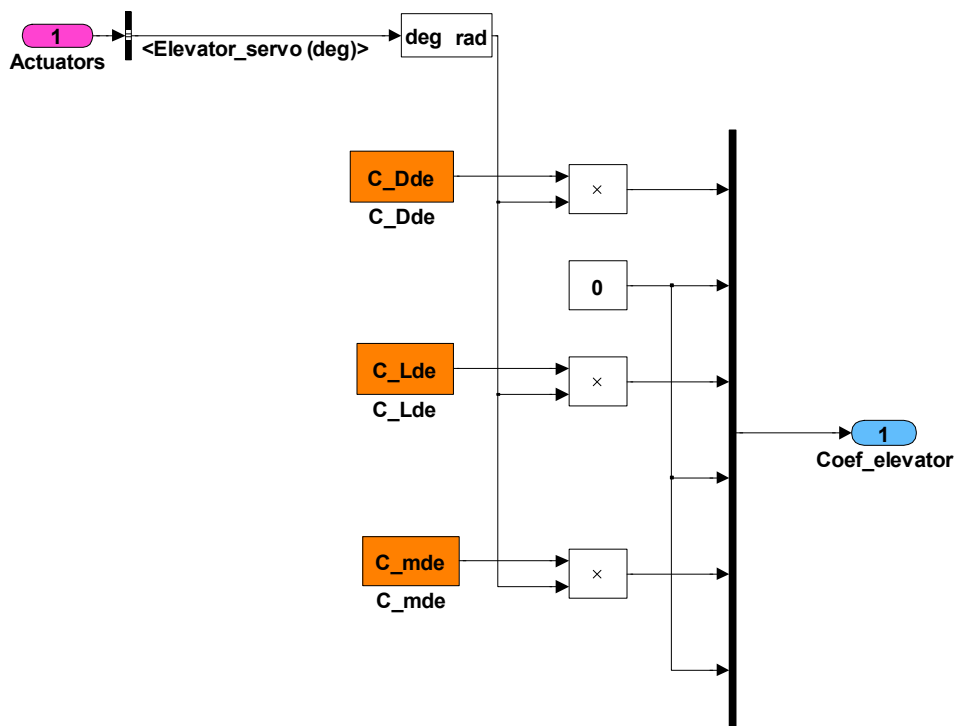 1
Actuators
<Elevator_servo (deg)>
deg rad
C_Dde
C_Dde
×
0
C_Lde
C_Lde
×
1
Coef_elevator
C_mde
C_mde
×